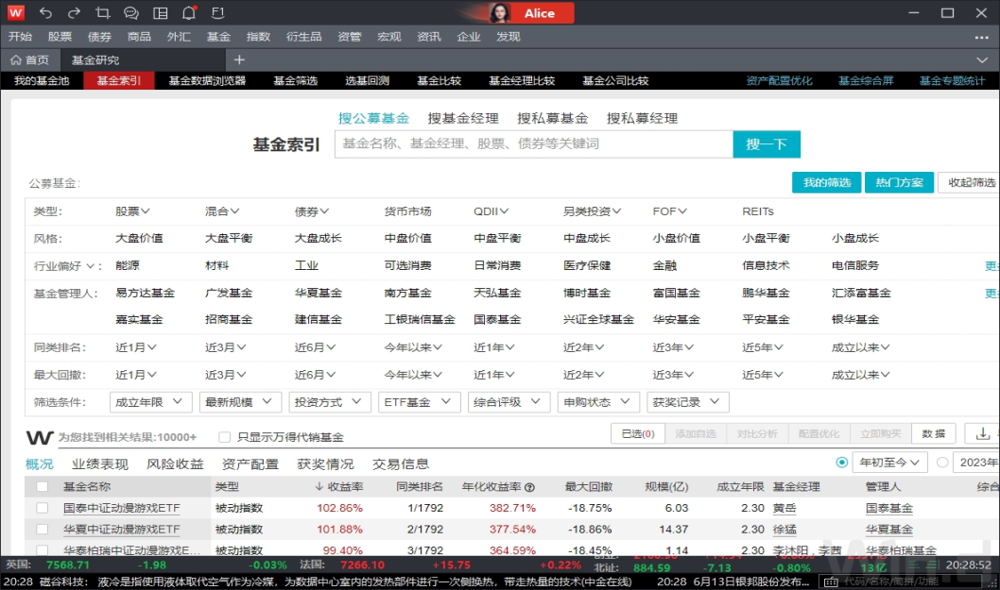 W F1 Alice
开始 股票 债券 商品 外汇 基金 指数 衍生品 资管 宏观 资讯 企业 发现
首页 基金研究
我的基金池 基金索引 基金数据浏览器 基金筛选 选基回测 基金比较 基金经理比较 基金公司比较 资产配置优化 基金综合屏 基金专题统计
搜公募基金 搜基金经理 搜私募基金 搜私募经理
基金索引 基金名称、基金经理、股票、债券等关键词 搜一下
公募基金: 我的筛选 热门方案 收起筛选
类型: 股票 混合 债券 货币市场 QDII 另类投资 FOF REITs
风格: 大盘价值 大盘平衡 大盘成长 中盘价值 中盘平衡 中盘成长 小盘价值 小盘平衡 小盘成长
行业偏好 : 能源 材料 工业 可选消费 日常消费 医疗保健 金融 信息技术 电信服务
基金管理人: 易方达基金 广发基金 华夏基金 南方基金 天弘基金 博时基金 富国基金 鹏华基金 汇添富基金
嘉实基金 招商基金 建信基金 工银瑞信基金 国泰基金 兴证全球基金 华安基金 平安基金 银华基金
同类排名: 近1月 近3月 近6月 今年以来 近1年 近2年 近3年 近5年 成立以来
最大回撤: 近1月 近3月 近6月 今年以来 近1年 近2年 近3年 近5年 成立以来
筛选条件: 成立年限 最新规模 投资方式 ETF基金 综合评级 申购状态 获奖记录
W 为您找到相关结果:10000+ 只显示万得代销基金 已选(0) 添加自选 对比分析 配置优化 立即购买 数据
概况 业绩表现 风险收益 资产配置 获奖情况 交易信息 年初至今 2023年
基金名称 类型 ↓ 收益率 同类排名 年化收益率 最大回撤 规模(亿) 成立年限 基金经理 管理人 综合
国泰中证动漫游戏ETF 被动指数 102.86% 1/1792 382.71% -18.75% 6.03 2.30 黄岳 国泰基金
华夏中证动漫游戏ETF 被动指数 101.88% 2/1792 377.54% -18.86% 14.37 2.30 徐猛 华夏基金
华泰柏瑞中证动漫游戏E... 被动指数 99.40% 3/1792 364.59% -18.45% 1.14 2.30 李沐阳 , 李茜 华泰柏瑞基金
英国: 7568.71 -1.98 -0.03% 法国: 7266.10 +15.75 +0.22% 北证: 884.59 -7.13 -0.80% 13亿 20:28:52
20:28 磁谷科技: 液冷是指使用液体取代空气作为冷媒，为数据中心室内的发热部件进行一次侧换热，带走热量的技术(中金在线) 20:28 6月13日银邦股份发布... 代码/名称/简拼/功能